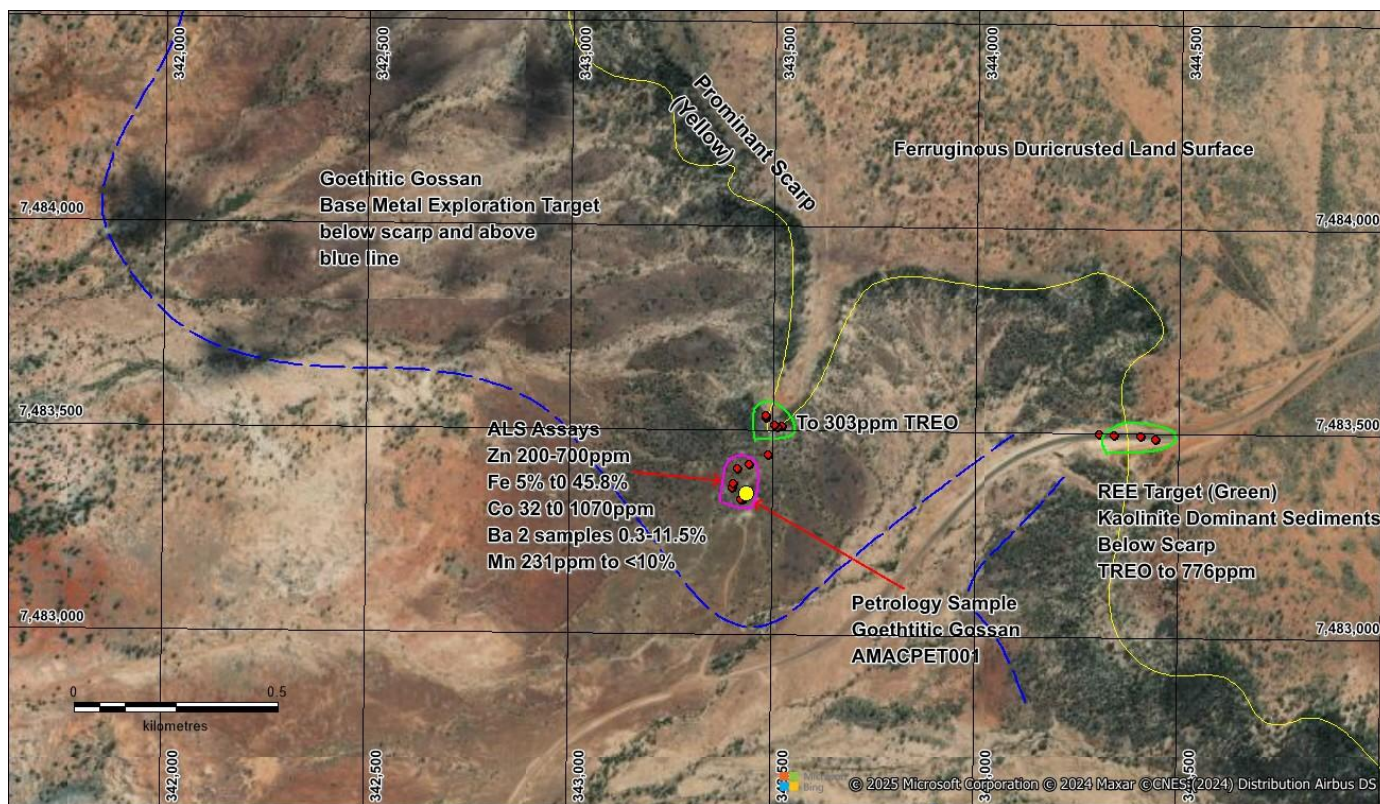 342,000
342,500
343,000
343,500
344,000
344,500
Prominant Scarp
(Yellow)
Ferruginous Duricrusted Land Surface
Goethitic Gossan
Base Metal Exploration Target
below scarp and above
blue line
7,484,000
7,484,000
7,483,500
7,483,500
To 303ppm TREO
ALS Assays
Zn 200-700ppm
Fe 5% t0 45.8%
Co 32 t0 1070ppm
Ba 2 samples 0.3-11.5%
Mn 231ppm to <10%
REE Target (Green)
Kaolinite Dominant Sediments
Below Scarp
TREO to 776ppm
Petrology Sample
Goethtitic Gossan
AMACPET001
7,483,000
7,483,000
0 0.5
kilometres
342,000
342,500
343,000
344,000
344,500
Bing
© 2025 Microsoft Corporation © 2024 Maxar ©CNES (2024) Distribution Airbus DS